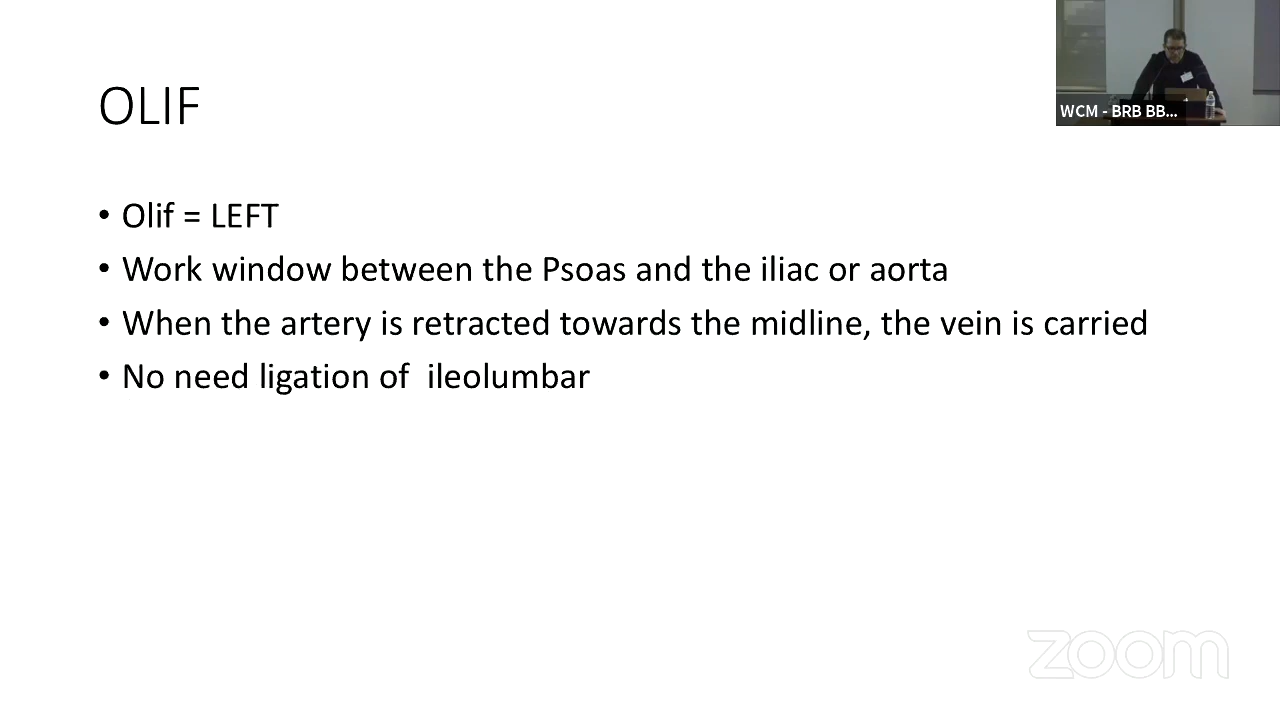 OLIF
WCM - BRB BB...
• Olif = LEFT
• Work window between the Psoas and the iliac or aorta
• When the artery is retracted towards the midline, the vein is carried
• No need ligation of  ileolumbar
zoom